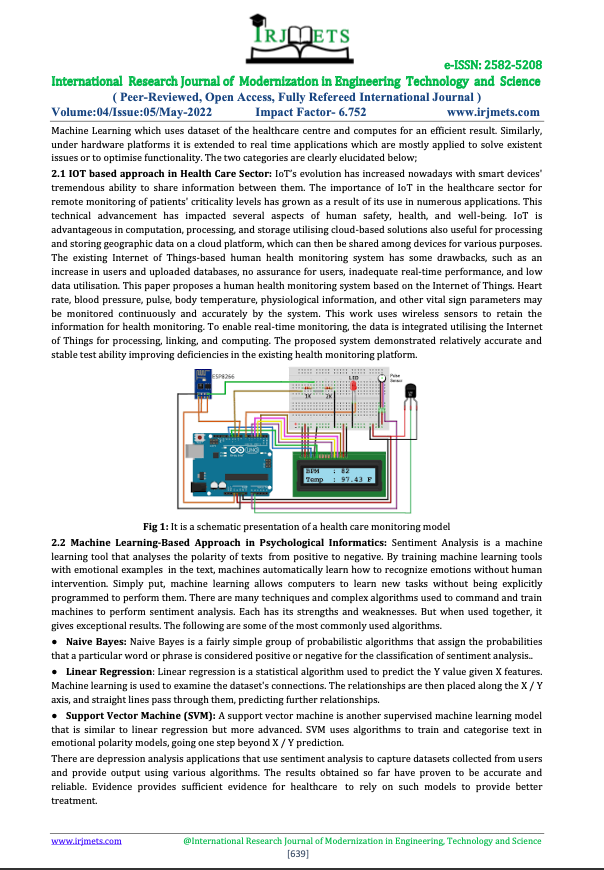 IRJMETS
e-ISSN: 2582-5208
International Research Journal of Modernization in Engineering Technology and Science
( Peer-Reviewed, Open Access, Fully Refereed International Journal )
Volume:04/Issue:05/May-2022 Impact Factor- 6.752 www.irjmets.com
Machine Learning which uses dataset of the healthcare centre and computes for an efficient result. Similarly,
under hardware platforms it is extended to real time applications which are mostly applied to solve existent
issues or to optimise functionality. The two categories are clearly elucidated below;
2.1 IOT based approach in Health Care Sector: IoT's evolution has increased nowadays with smart devices'
tremendous ability to share information between them. The importance of IoT in the healthcare sector for
remote monitoring of patients' criticality levels has grown as a result of its use in numerous applications. This
technical advancement has impacted several aspects of human safety, health, and well-being. IoT is
advantageous in computation, processing, and storage utilising cloud-based solutions also useful for processing
and storing geographic data on a cloud platform, which can then be shared among devices for various purposes.
The existing Internet of Things-based human health monitoring system has some drawbacks, such as an
increase in users and uploaded databases, no assurance for users, inadequate real-time performance, and low
data utilisation. This paper proposes a human health monitoring system based on the Internet of Things. Heart
rate, blood pressure, pulse, body temperature, physiological information, and other vital sign parameters may
be monitored continuously and accurately by the system. This work uses wireless sensors to retain the
information for health monitoring. To enable real-time monitoring, the data is integrated utilising the Internet
of Things for processing, linking, and computing. The proposed system demonstrated relatively accurate and
stable test ability improving deficiencies in the existing health monitoring platform.
ESP8266
LED
Pulse
Sensor
1K 2K
UNO
BPM : 82
Temp : 97.43 F
Fig 1: It is a schematic presentation of a health care monitoring model
2.2 Machine Learning-Based Approach in Psychological Informatics: Sentiment Analysis is a machine
learning tool that analyses the polarity of texts from positive to negative. By training machine learning tools
with emotional examples in the text, machines automatically learn how to recognize emotions without human
intervention. Simply put, machine learning allows computers to learn new tasks without being explicitly
programmed to perform them. There are many techniques and complex algorithms used to command and train
machines to perform sentiment analysis. Each has its strengths and weaknesses. But when used together, it
gives exceptional results. The following are some of the most commonly used algorithms.
● Naive Bayes: Naive Bayes is a fairly simple group of probabilistic algorithms that assign the probabilities
that a particular word or phrase is considered positive or negative for the classification of sentiment analysis..
● Linear Regression: Linear regression is a statistical algorithm used to predict the Y value given X features.
Machine learning is used to examine the dataset's connections. The relationships are then placed along the X / Y
axis, and straight lines pass through them, predicting further relationships.
● Support Vector Machine (SVM): A support vector machine is another supervised machine learning model
that is similar to linear regression but more advanced. SVM uses algorithms to train and categorise text in
emotional polarity models, going one step beyond X / Y prediction.
There are depression analysis applications that use sentiment analysis to capture datasets collected from users
and provide output using various algorithms. The results obtained so far have proven to be accurate and
reliable. Evidence provides sufficient evidence for healthcare to rely on such models to provide better
treatment.
www.irjmets.com @International Research Journal of Modernization in Engineering, Technology and Science
[639]